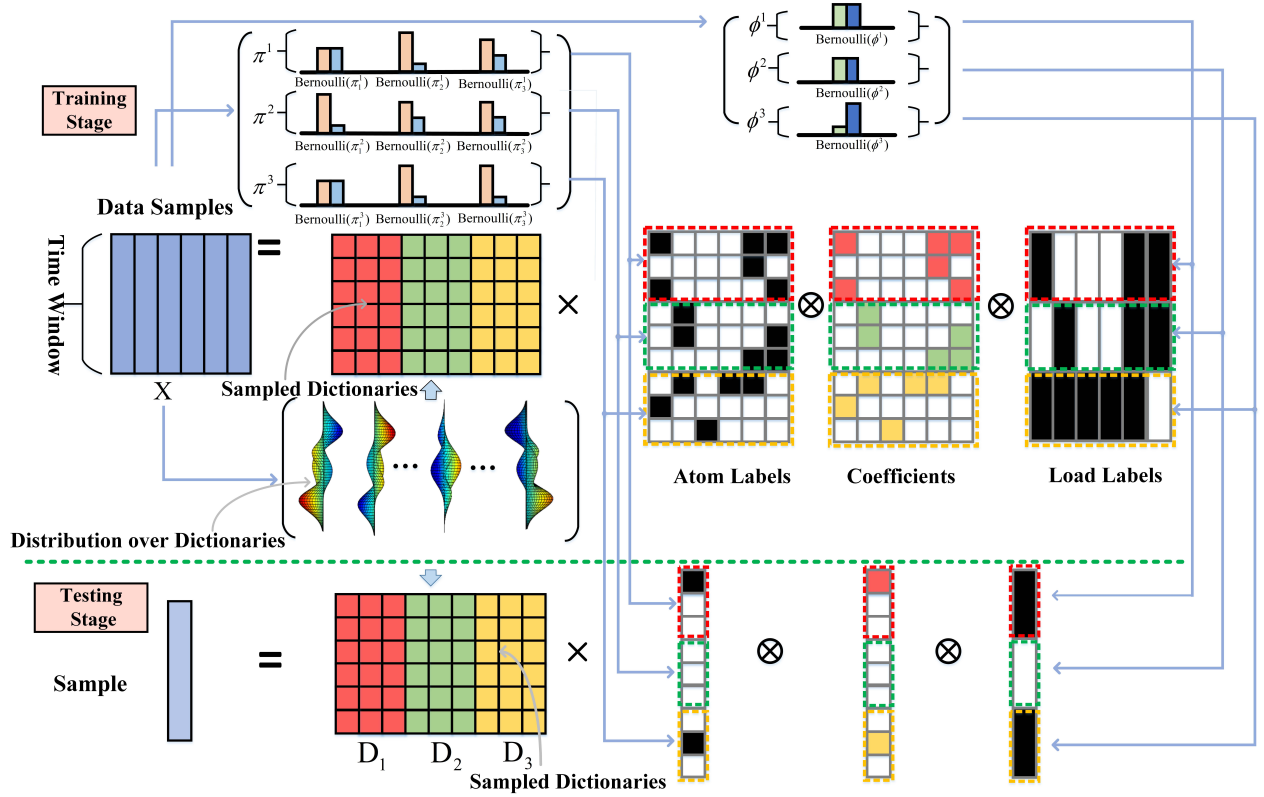 Training
Stage
π¹
Bernoulli(π₁¹) Bernoulli(π₂¹) Bernoulli(π₃¹)
π²
Bernoulli(π₁²) Bernoulli(π₂²) Bernoulli(π₃²)
π³
Bernoulli(π₁³) Bernoulli(π₂³) Bernoulli(π₃³)
ϕ¹
Bernoulli(ϕ¹)
ϕ²
Bernoulli(ϕ²)
ϕ³
Bernoulli(ϕ³)
Data Samples
Time Window
=
×
⊗
⊗
X
Sampled Dictionaries
Atom Labels
Coefficients
Load Labels
... ...
Distribution over Dictionaries
Testing
Stage
Sample
=
×
⊗
⊗
D₁ D₂ D₃
Sampled Dictionaries